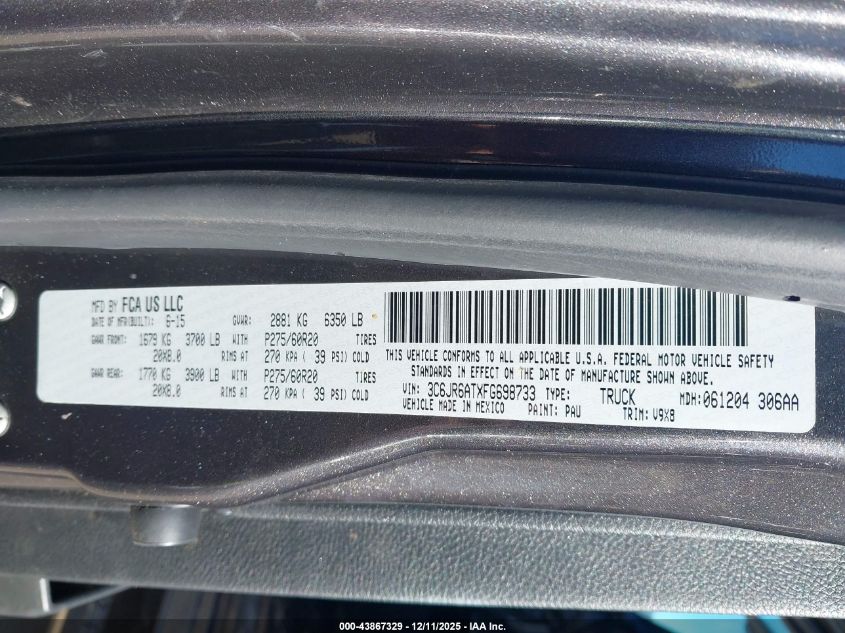 MFD BY FCA US LLC
DATE OF MFR(BUILT): 6-15 GVWR: 2881 KG 6350 LB
GAWR FRONT: 1679 KG 3700 LB WITH P275/60R20 TIRES
20X8.0 RIMS AT 270 KPA ( 39 PSI) COLD
GAWR REAR: 1770 KG 3900 LB WITH P275/60R20 TIRES
20X8.0 RIMS AT 270 KPA ( 39 PSI) COLD
THIS VEHICLE CONFORMS TO ALL APPLICABLE U.S.A. FEDERAL MOTOR VEHICLE SAFETY
STANDARDS IN EFFECT ON THE DATE OF MANUFACTURE SHOWN ABOVE.
VIN: 3C6JR6ATXFG698733 TYPE: TRUCK MDH:061204 306AA
VEHICLE MADE IN MEXICO PAINT: PAU TRIM: V9X8
000-43867329 - 12/11/2025 - IAA Inc.